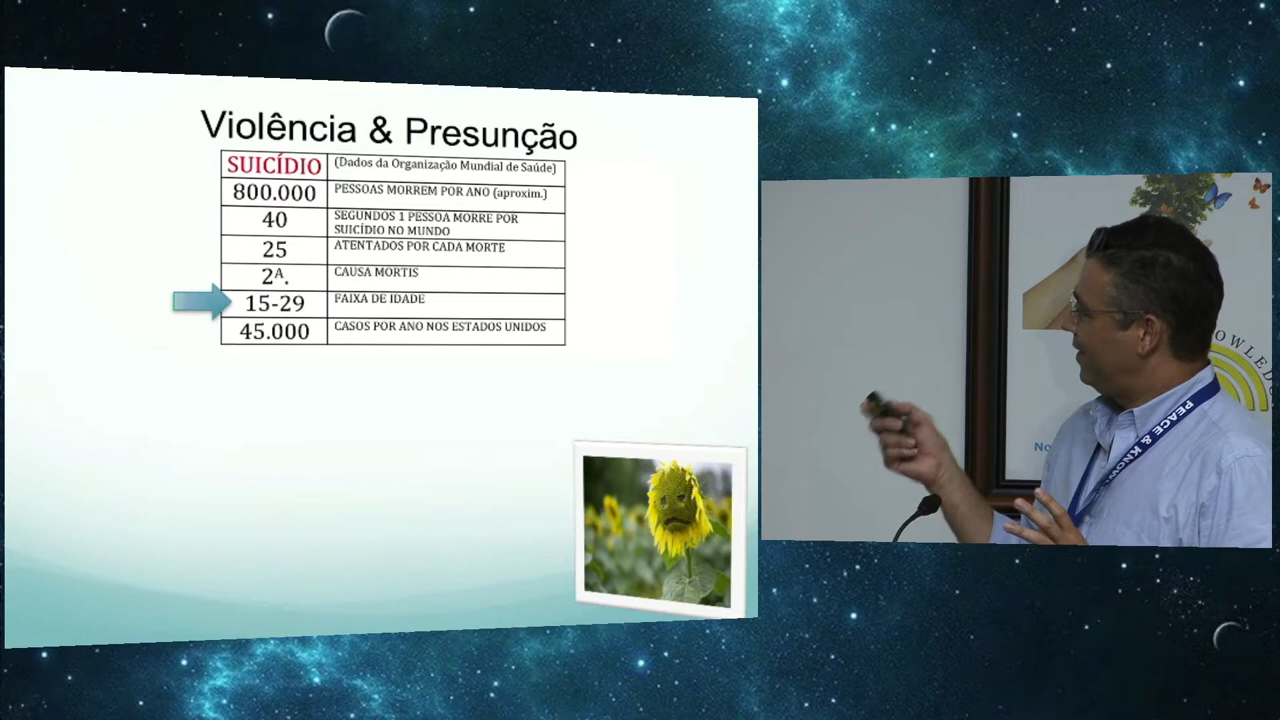 Violência & Presunção
SUICÍDIO (Dados da Organização Mundial de Saúde)
800.000 PESSOAS MORREM POR ANO (aproxim.)
40 SEGUNDOS 1 PESSOA MORRE POR
SUICÍDIO NO MUNDO
25 ATENTADOS POR CADA MORTE
2ª. CAUSA MORTIS
15-29 FAIXA DE IDADE
45.000 CASOS POR ANO NOS ESTADOS UNIDOS
PEACE &
No